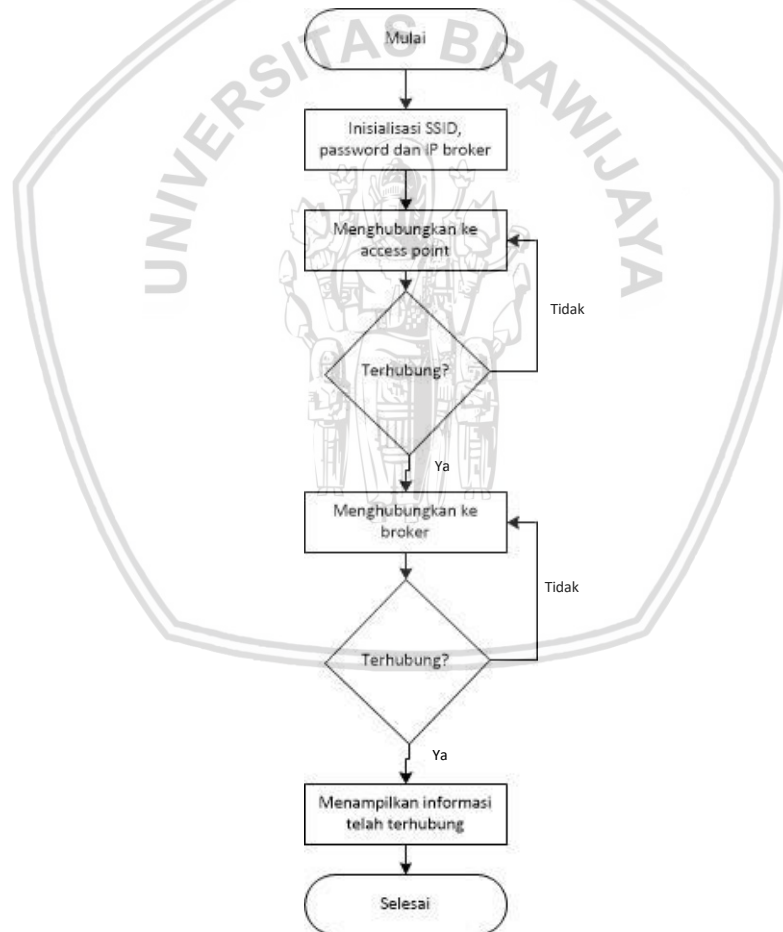 UNIVERSITAS BRAWIJAYA
Mulai
Inisialisasi SSID,
password dan IP broker
Menghubungkan ke
access point
Tidak
Terhubung?
Ya
Menghubungkan ke
broker
Tidak
Terhubung?
Ya
Menampilkan informasi
telah terhubung
Selesai